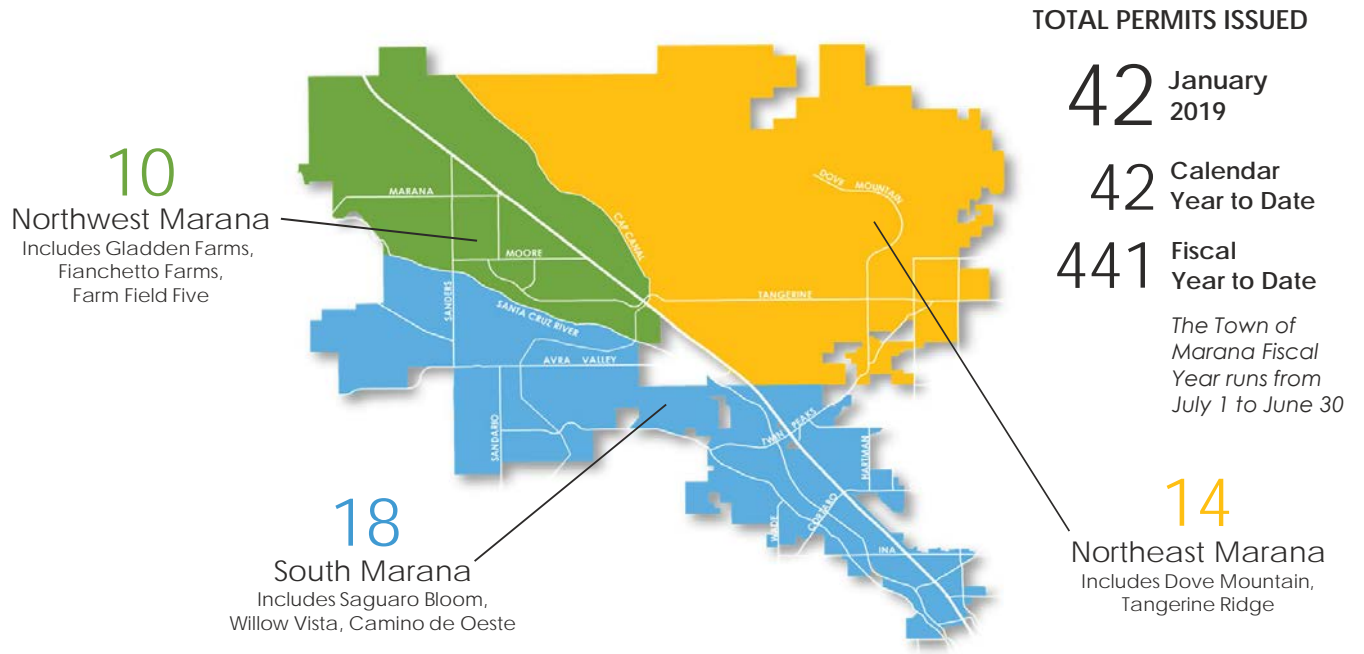 TOTAL PERMITS ISSUED
42 January
2019
42 Calendar
Year to Date
441 Fiscal
Year to Date
The Town of
Marana Fiscal
Year runs from
July 1 to June 30
10
Northwest Marana
Includes Gladden Farms,
Fianchetto Farms,
Farm Field Five
MARANA
MOORE
SANDERS
SANTA CRUZ RIVER
CAP CANAL
DOVE MOUNTAIN
TANGERINE
AVRA VALLEY
SANDARIO
TWIN PEAKS
HARTMAN
WADE
CORTARO
INA
18
South Marana
Includes Saguaro Bloom,
Willow Vista, Camino de Oeste
14
Northeast Marana
Includes Dove Mountain,
Tangerine Ridge